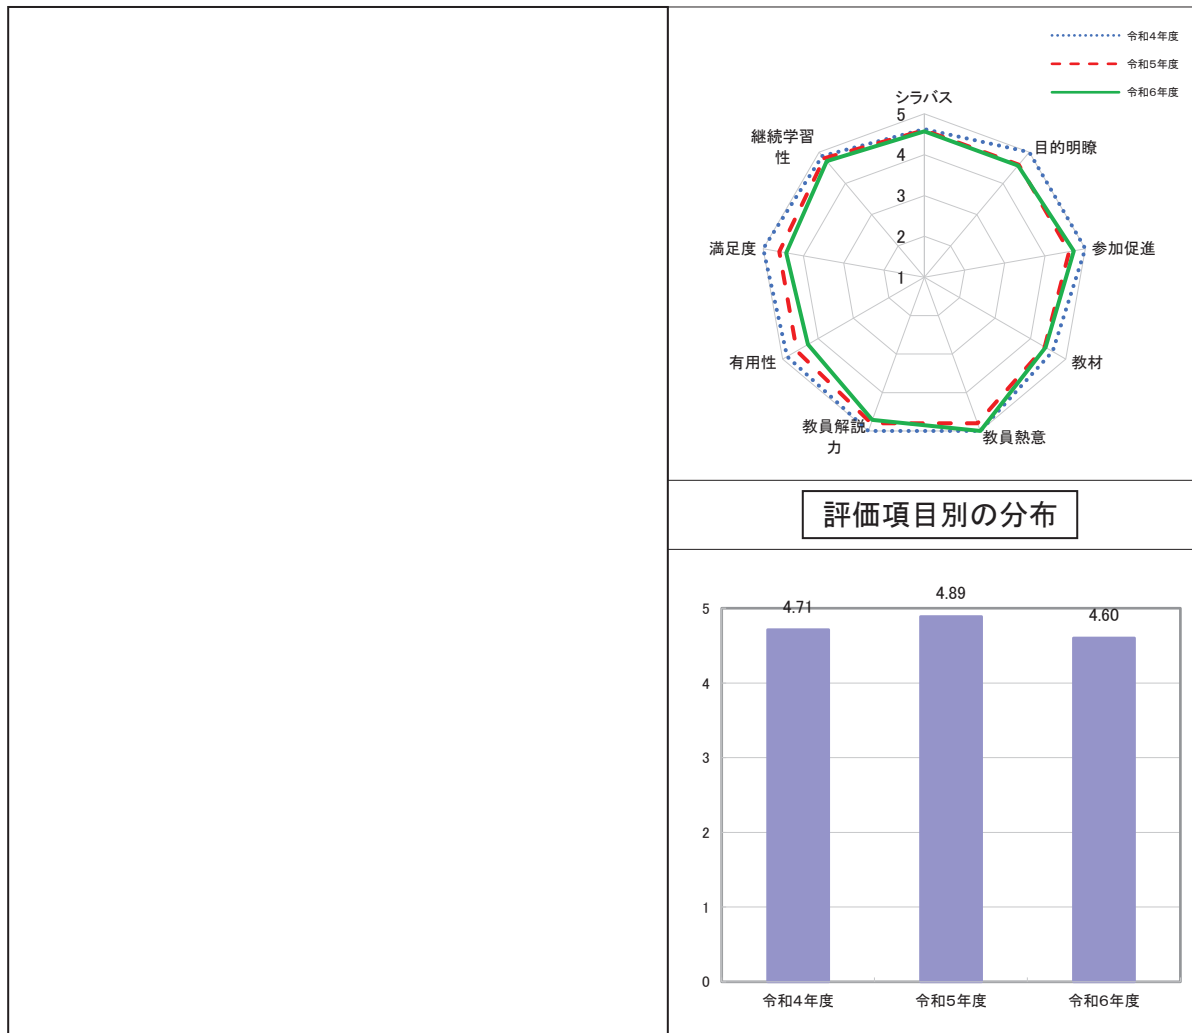 令和4年度
令和5年度
令和6年度
シラバス
目的明瞭
参加促進
教材
教員熱意
教員解説
力
有用性
満足度
継続学習
性
5
4
3
2
1
評価項目別の分布
5
4
3
2
1
0
4.71
4.89
4.60
令和4年度
令和5年度
令和6年度